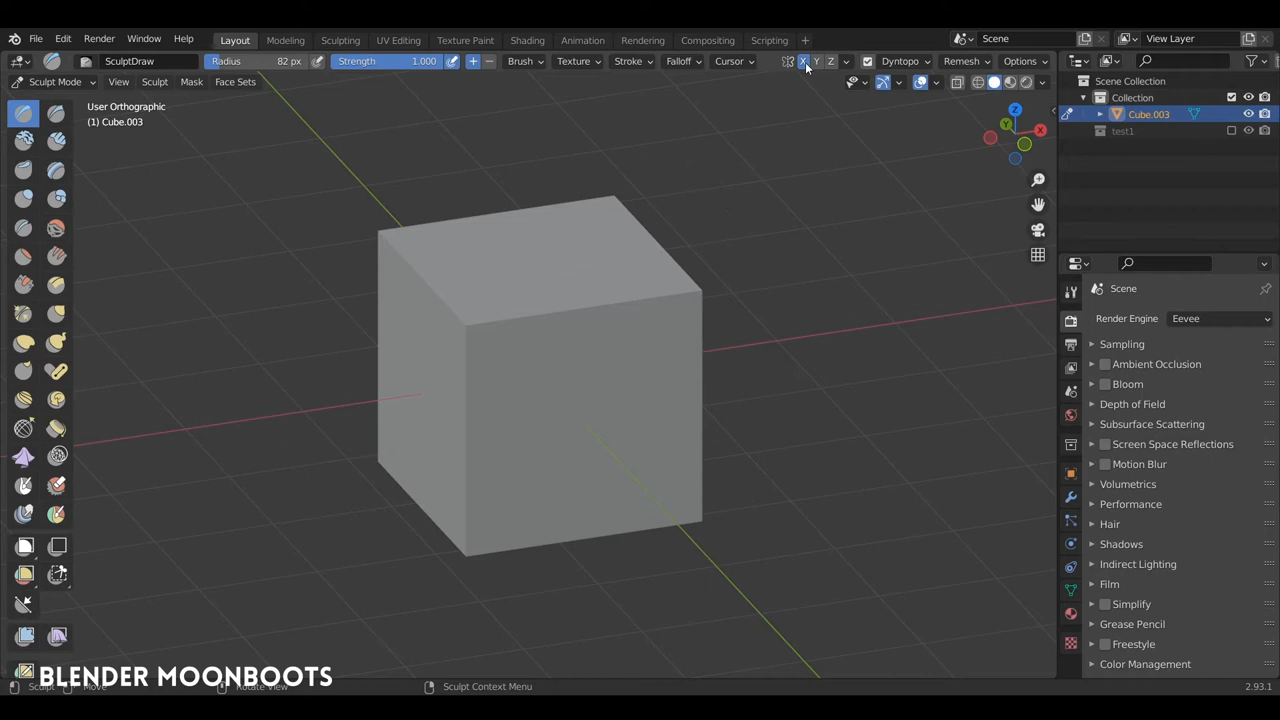 File Edit Render Window Help Layout Modeling Sculpting UV Editing Texture Paint Shading Animation Rendering Compositing Scripting + Scene View Layer
SculptDraw Radius 82 px Strength 1.000 + − Brush Texture Stroke Falloff Cursor X Y Z Dyntopo Remesh Options
Sculpt Mode View Sculpt Mask Face Sets
Scene Collection
Collection
Cube.003
test1
User Orthographic
(1) Cube.003
Z
Y
X
Scene
Render Engine Eevee
Sampling
Ambient Occlusion
Bloom
Depth of Field
Subsurface Scattering
Screen Space Reflections
Motion Blur
Volumetrics
Performance
Hair
Shadows
Indirect Lighting
Film
Simplify
Grease Pencil
Freestyle
Color Management
BLENDER MOONBOOTS
Sculpt Move Rotate View Sculpt Context Menu 2.93.1